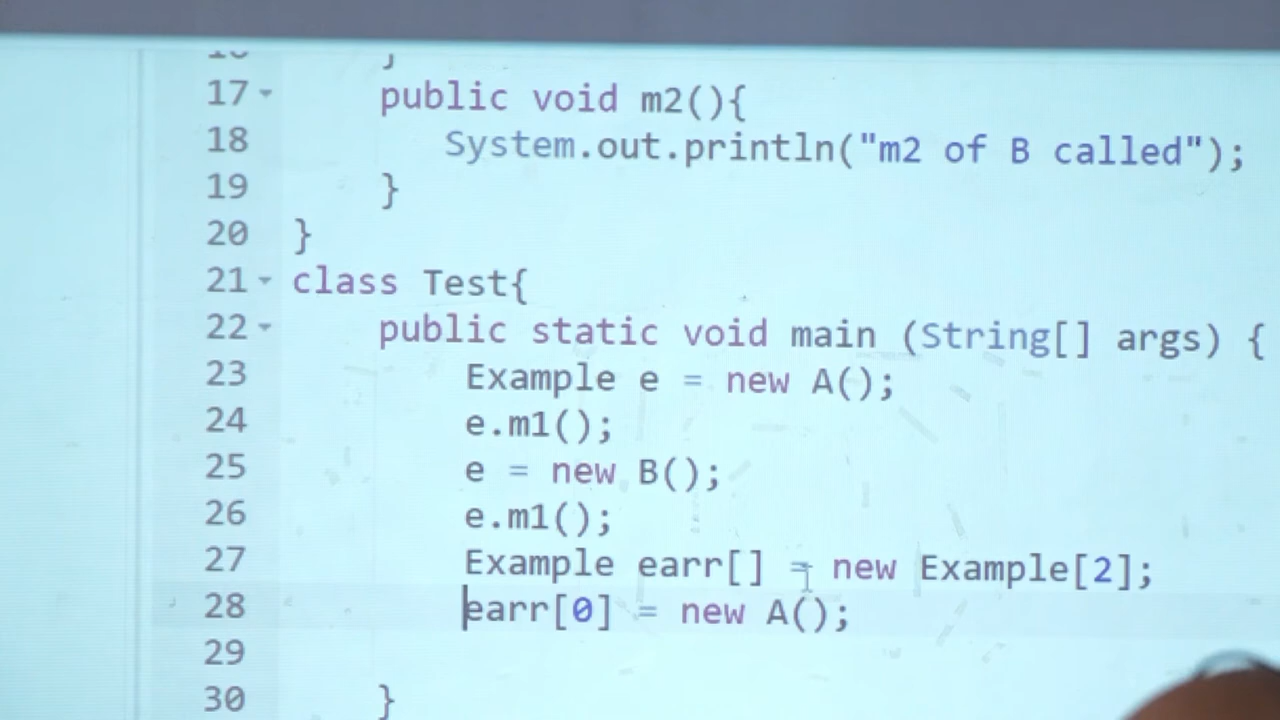 }
17 public void m2(){
18 System.out.println("m2 of B called");
19 }
20 }
21 class Test{
22 public static void main (String[] args) {
23 Example e = new A();
24 e.m1();
25 e = new B();
26 e.m1();
27 Example earr[] = new Example[2];
28 earr[0] = new A();
29
30 }